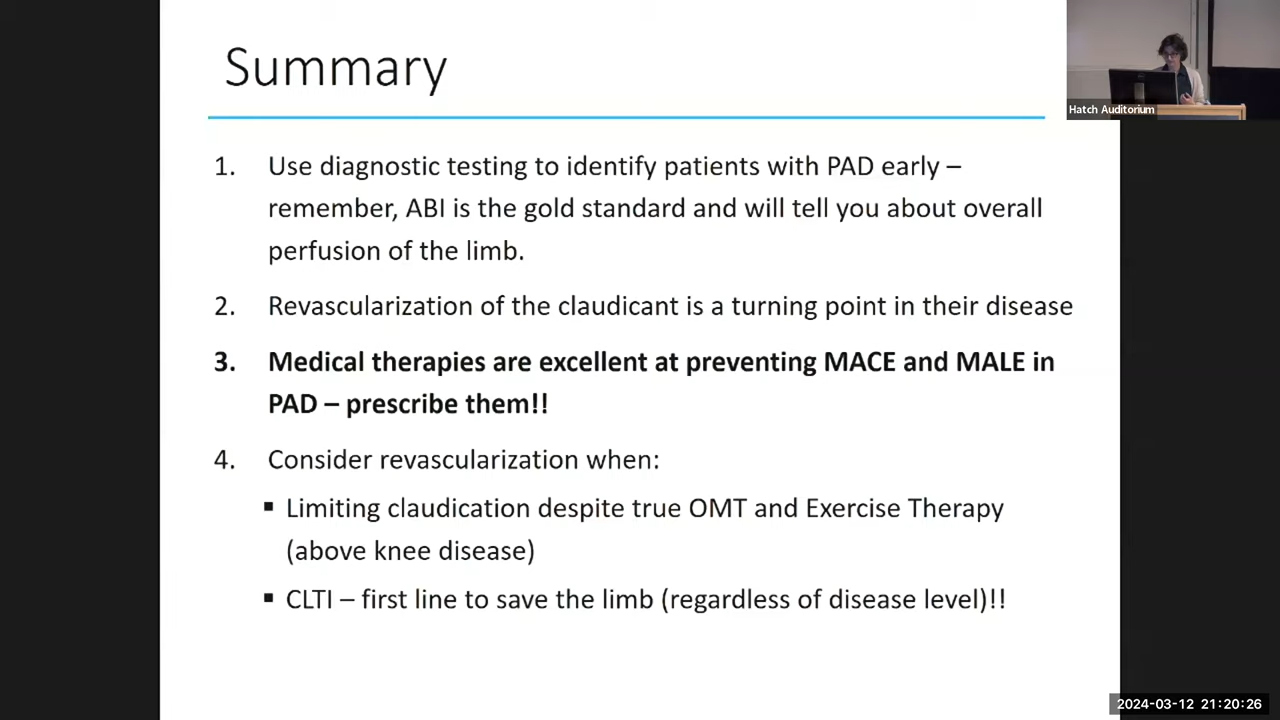 Summary
Hatch Auditorium
1. Use diagnostic testing to identify patients with PAD early –
remember, ABI is the gold standard and will tell you about overall
perfusion of the limb.
2. Revascularization of the claudicant is a turning point in their disease
3. Medical therapies are excellent at preventing MACE and MALE in
PAD – prescribe them!!
4. Consider revascularization when:
▪ Limiting claudication despite true OMT and Exercise Therapy
(above knee disease)
▪ CLTI – first line to save the limb (regardless of disease level)!!
2024-03-12 21:20:26